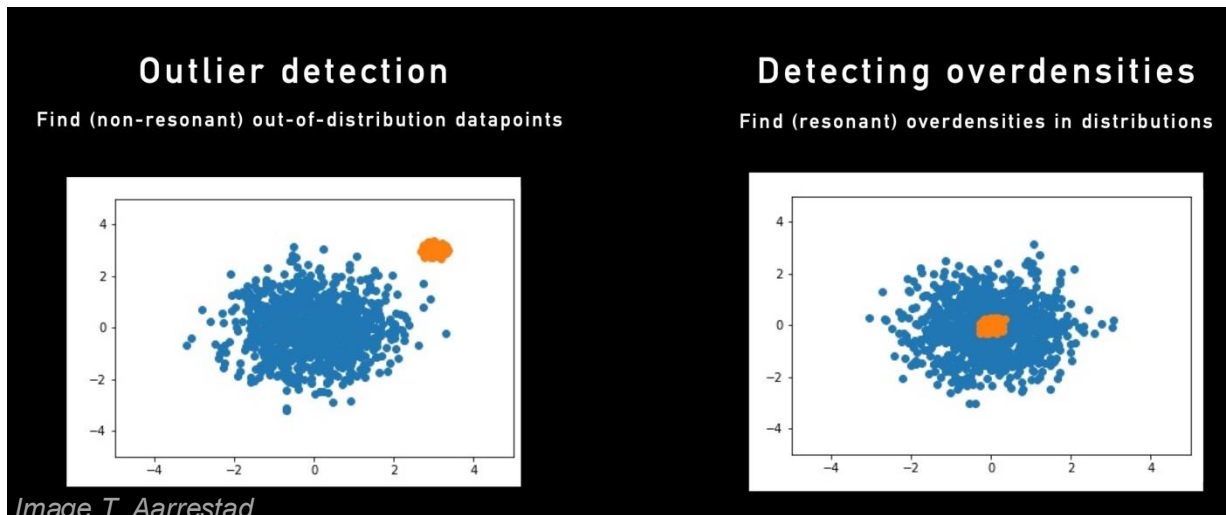 Outlier detection
Find (non-resonant) out-of-distribution datapoints
4
2
0
−2
−4
−4 −2 0 2 4
Detecting overdensities
Find (resonant) overdensities in distributions
4
2
0
−2
−4
−4 −2 0 2 4
Image T. Aarrestad